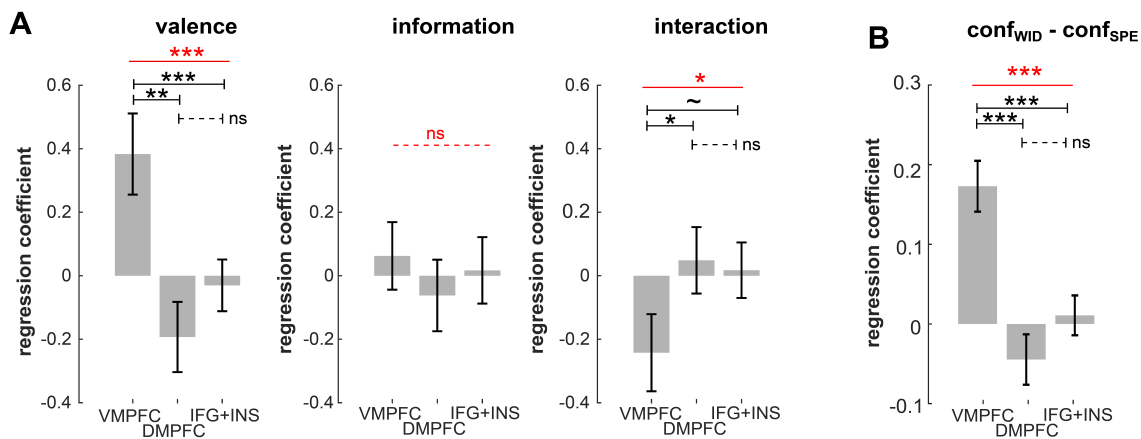 A
valence
***
***
**
ns
0.6
0.4
0.2
0
-0.2
-0.4
regression coefficient
VMPFC IFG+INS
DMPFC
information
ns
0.6
0.4
0.2
0
-0.2
-0.4
regression coefficient
VMPFC IFG+INS
DMPFC
interaction
*
~
*
ns
0.6
0.4
0.2
0
-0.2
-0.4
regression coefficient
VMPFC IFG+INS
DMPFC
B
conf_WID - conf_SPE
***
***
***
ns
0.3
0.2
0.1
0
-0.1
regression coefficient
VMPFC IFG+INS
DMPFC